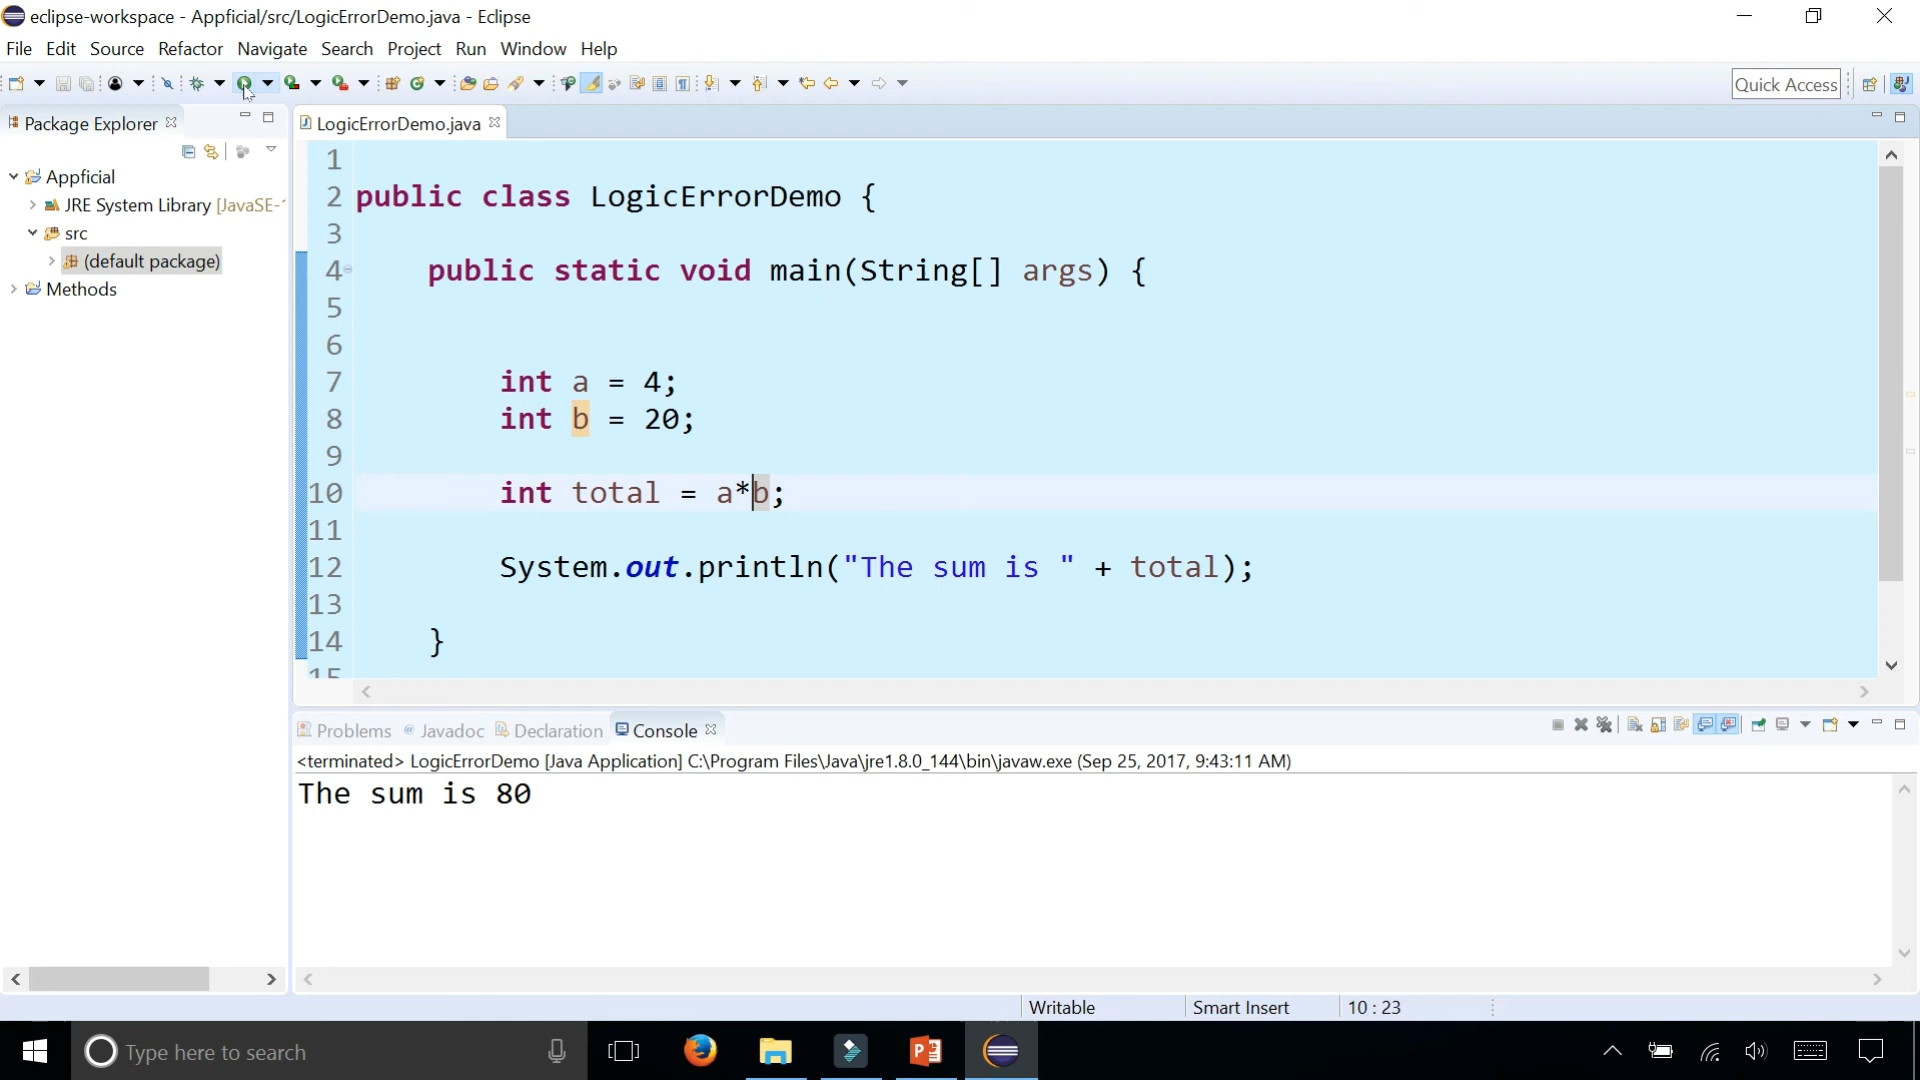 eclipse-workspace - Appficial/src/LogicErrorDemo.java - Eclipse
File Edit Source Refactor Navigate Search Project Run Window Help
Quick Access
Package Explorer
LogicErrorDemo.java
Appficial
JRE System Library [JavaSE-
src
(default package)
Methods
1
2 public class LogicErrorDemo {
3
4 public static void main(String[] args) {
5
6
7 int a = 4;
8 int b = 20;
9
10 int total = a*b;
11
12 System.out.println("The sum is " + total);
13
14 }
15
Problems Javadoc Declaration Console
<terminated> LogicErrorDemo [Java Application] C:\Program Files\Java\jre1.8.0_144\bin\javaw.exe (Sep 25, 2017, 9:43:11 AM)
The sum is 80
Writable Smart Insert 10 : 23
Type here to search